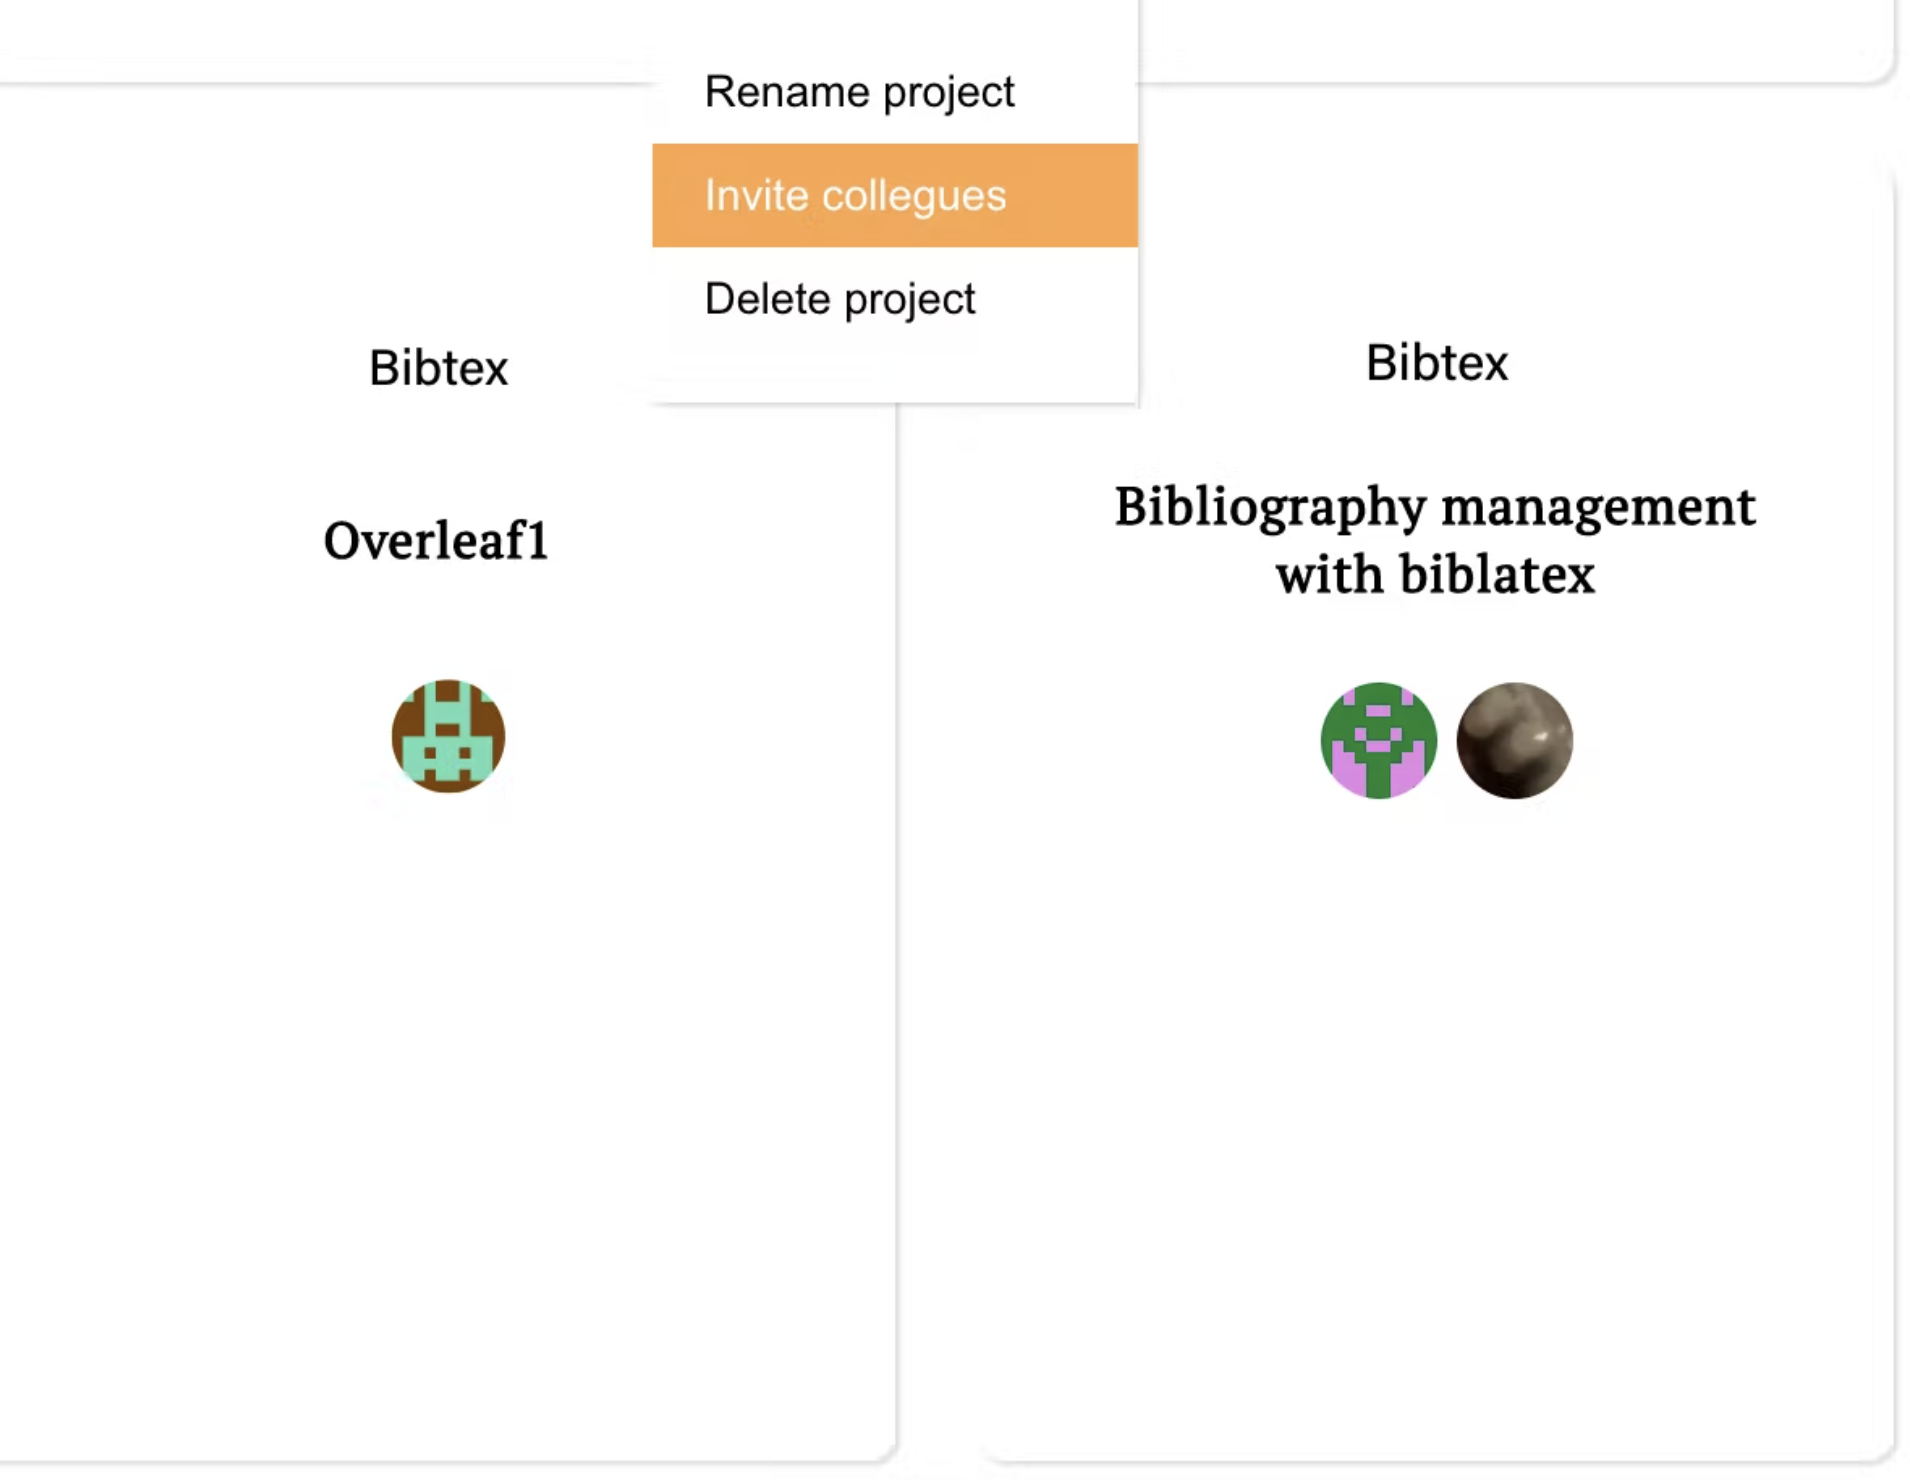 Rename project
Invite collegues
Delete project
Bibtex
Overleaf1
Bibtex
Bibliography management
with biblatex